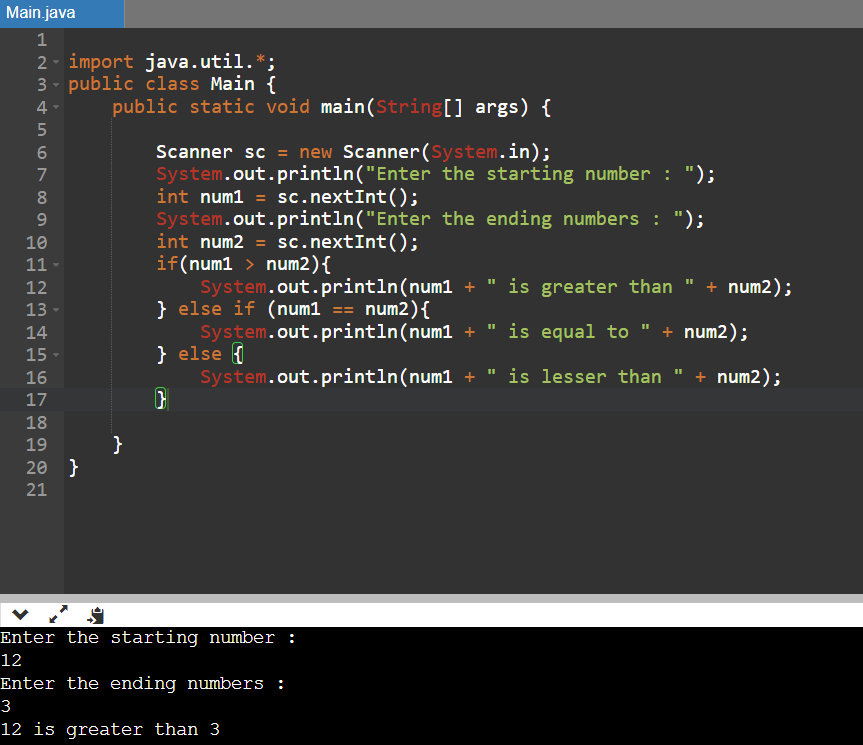 Main.java
1
2 import java.util.*;
3 public class Main {
4     public static void main(String[] args) {
5
6         Scanner sc = new Scanner(System.in);
7         System.out.println("Enter the starting number : ");
8         int num1 = sc.nextInt();
9         System.out.println("Enter the ending numbers : ");
10         int num2 = sc.nextInt();
11         if(num1 > num2){
12             System.out.println(num1 + " is greater than " + num2);
13         } else if (num1 == num2){
14             System.out.println(num1 + " is equal to " + num2);
15         } else {
16             System.out.println(num1 + " is lesser than " + num2);
17         }
18
19     }
20 }
21
Enter the starting number :
12
Enter the ending numbers :
3
12 is greater than 3